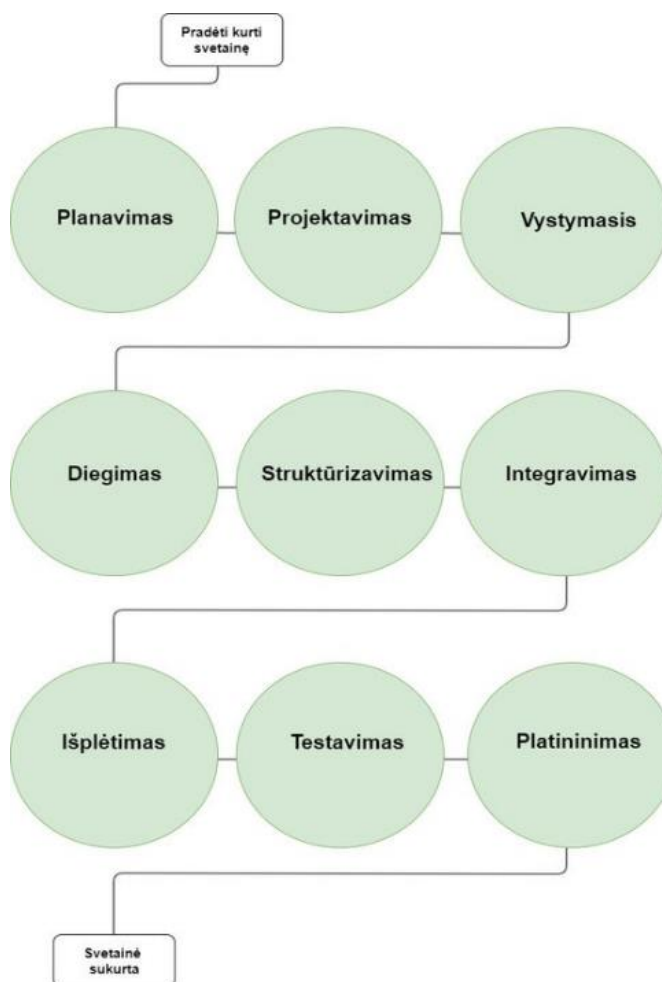 Pradėti kurti
svetainę
Planavimas
Projektavimas
Vystymasis
Diegimas
Struktūrizavimas
Integravimas
Išplėtimas
Testavimas
Platininimas
Svetainė
sukurta